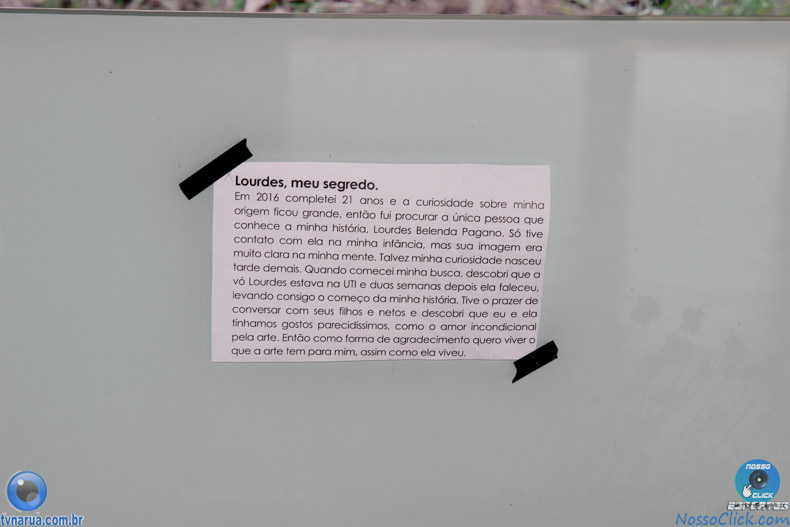 Lourdes, meu segredo.
Em 2016 completei 21 anos e a curiosidade sobre minha
origem ficou grande, então fui procurar a única pessoa que
conhece a minha história, Lourdes Belenda Pagano. Só tive
contato com ela na minha infância, mas sua imagem era
muito clara na minha mente. Talvez minha curiosidade nasceu
tarde demais. Quando comecei minha busca, descobri que a
vó Lourdes estava na UTI e duas semanas depois ela faleceu,
levando consigo o começo da minha história. Tive o prazer de
conversar com seus filhos e netos e descobri que eu e ela
tínhamos gostos parecidíssimos, como o amor incondicional
pela arte. Então como forma de agradecimento quero viver o
que a arte tem para mim, assim como ela viveu.
tvnarua.com.br
NOSSO
CLICK
NossoClick.com